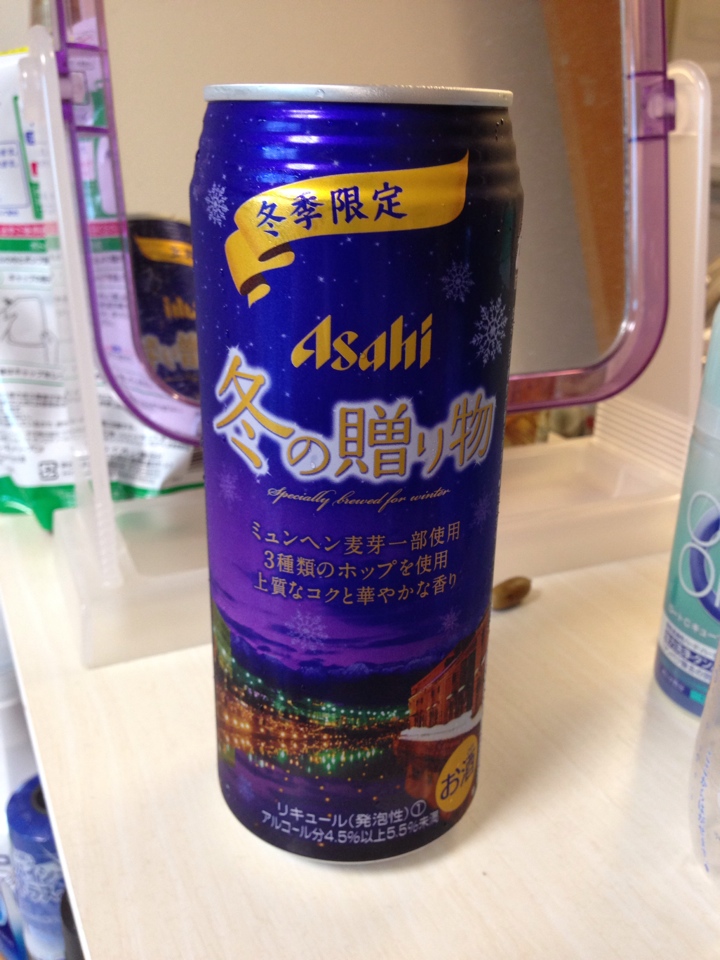 冬季限定
Asahi
冬の贈り物
Specially brewed for winter
ミュンヘン麦芽一部使用
3種類のホップを使用
上質なコクと華やかな香り
お酒
リキュール(発泡性)①
アルコール分4.5%以上5.5%未満